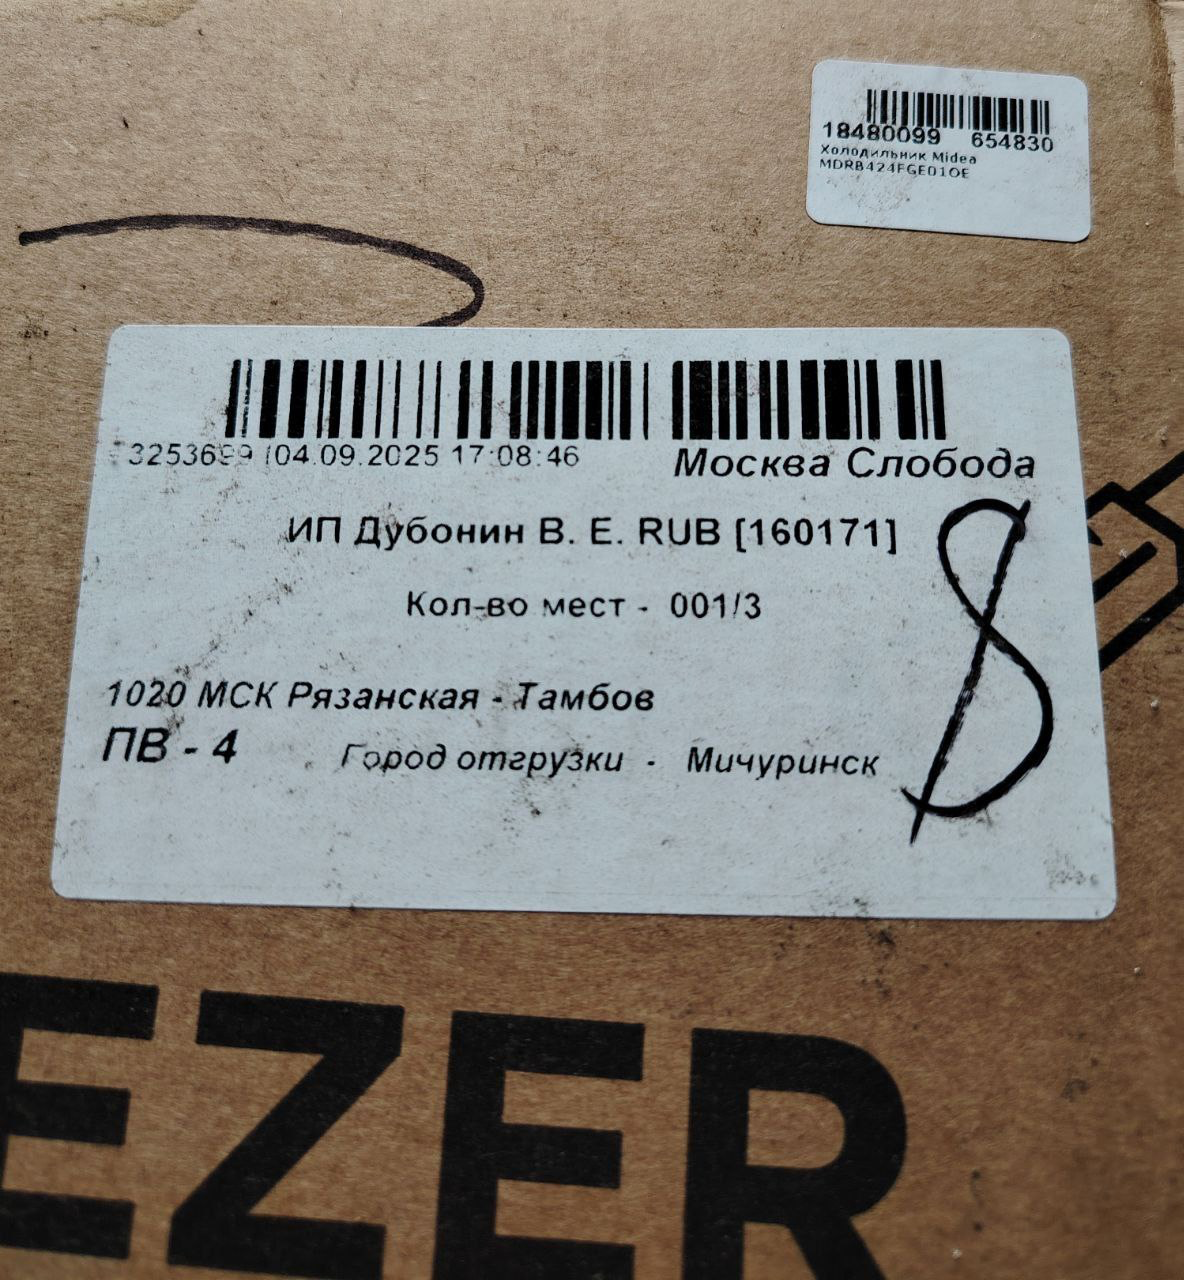 18480099 654830
Холодильник Midea
MDRB424FGE01OE
04.09.2025 17:08:46 Москва Слобода
ИП Дубонин В. Е. RUB [160171]
Кол-во мест - 001/3
1020 МСК Рязанская - Тамбов
ПВ - 4 Город отгрузки - Мичуринск
8
EZER